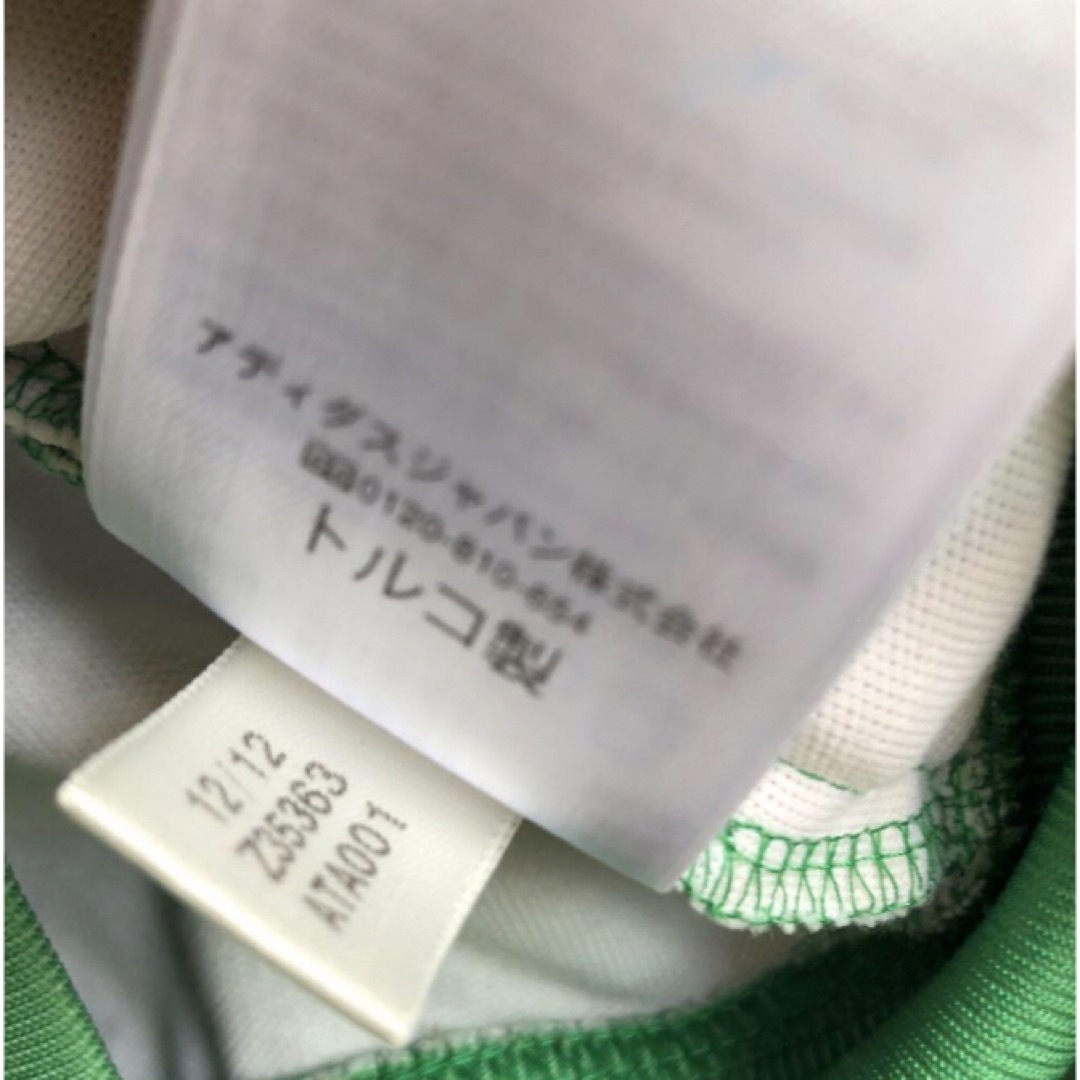 アディダスジャパン株式会社
0120-810-654
トルコ製
12/12
Z35363
ATA001